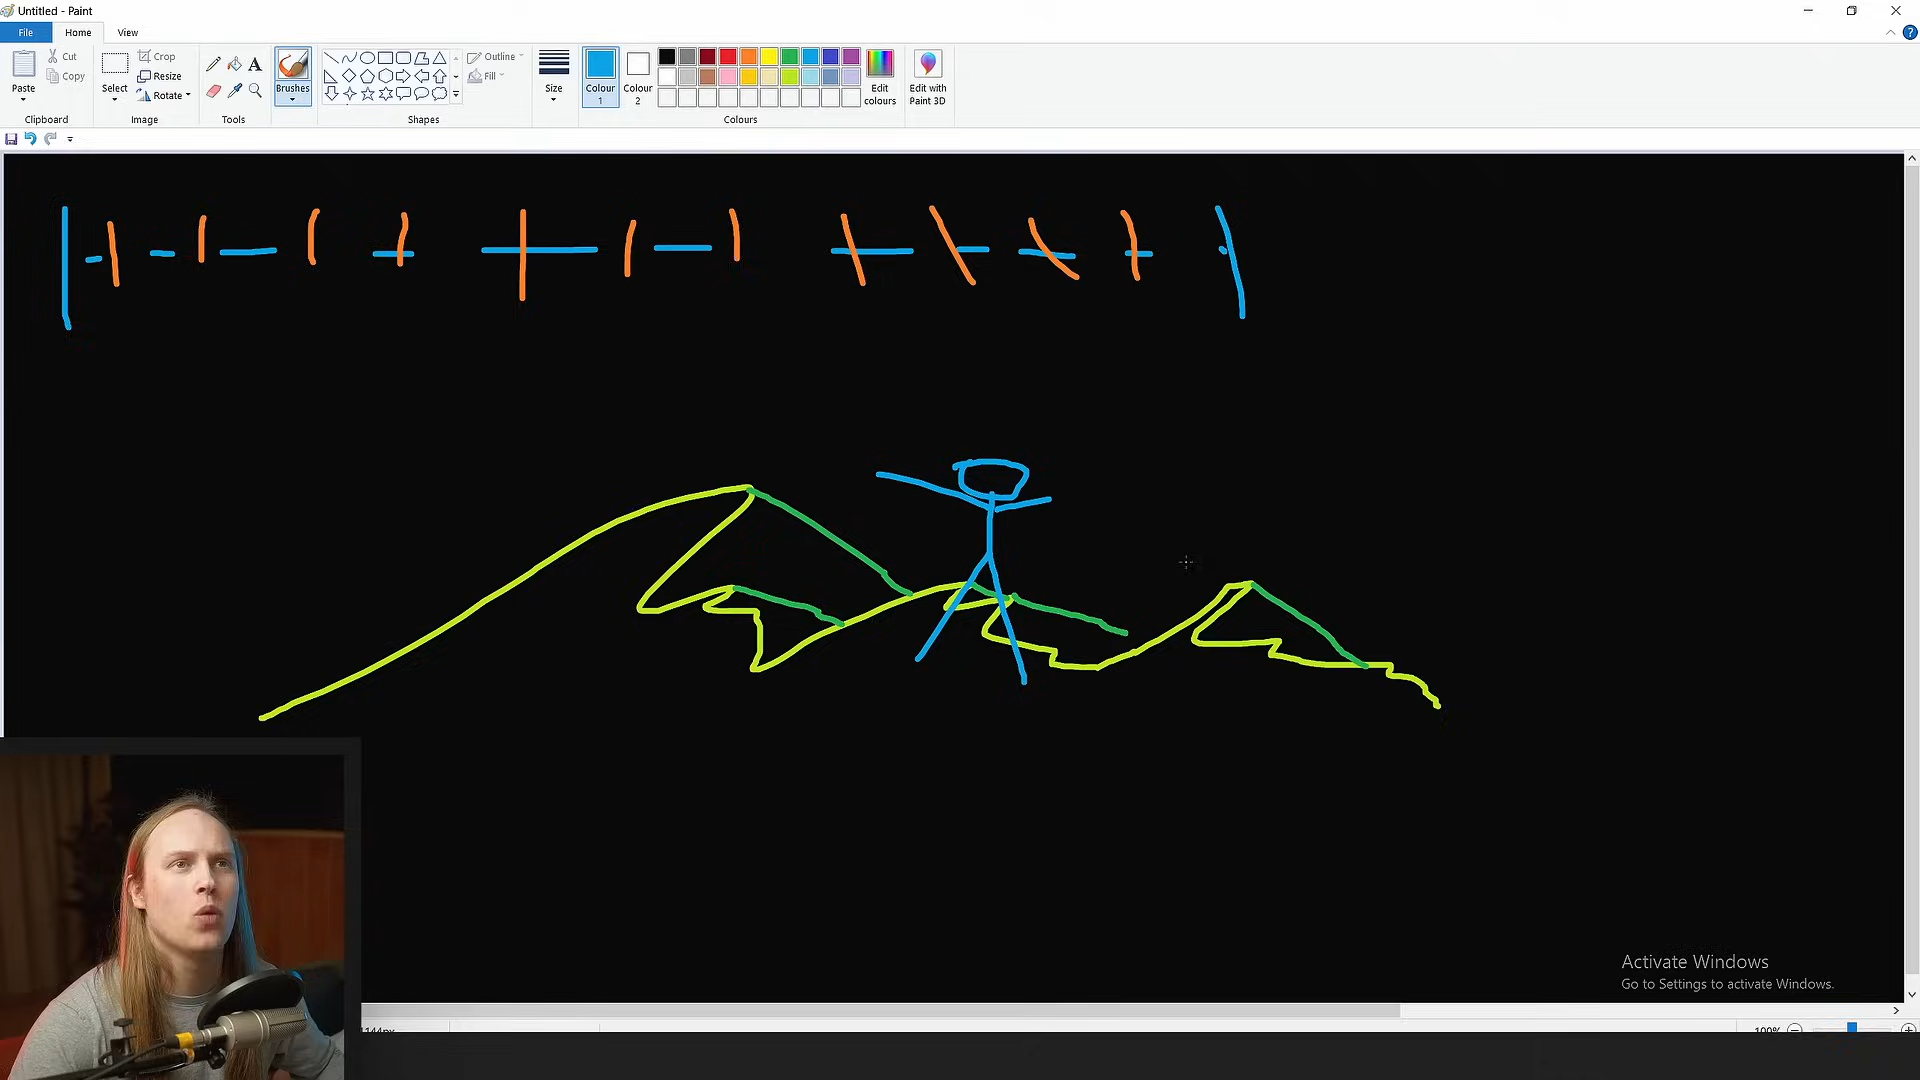 Untitled - Paint
File Home View
Paste
Cut
Copy
Clipboard
Select
Crop
Resize
Rotate
Image
A
Tools
Brushes
Outline
Fill
Shapes
Size
Colour 1
Colour 2
Edit colours
Edit with Paint 3D
Colours
Activate Windows
Go to Settings to activate Windows.
1144px
100%